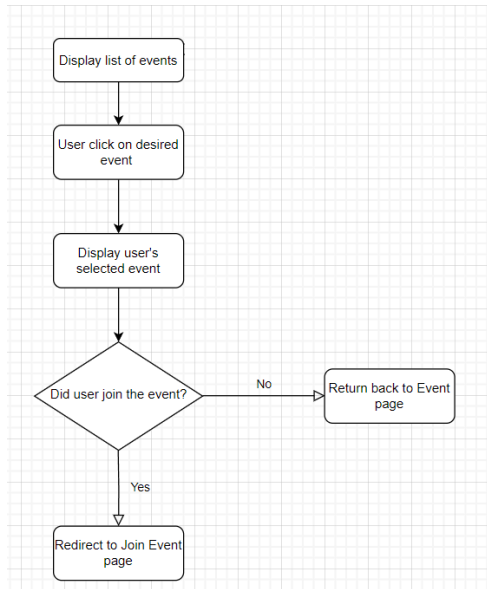 Display list of events
User click on desired
event
Display user's
selected event
Did user join the event?
No
Return back to Event
page
Yes
Redirect to Join Event
page